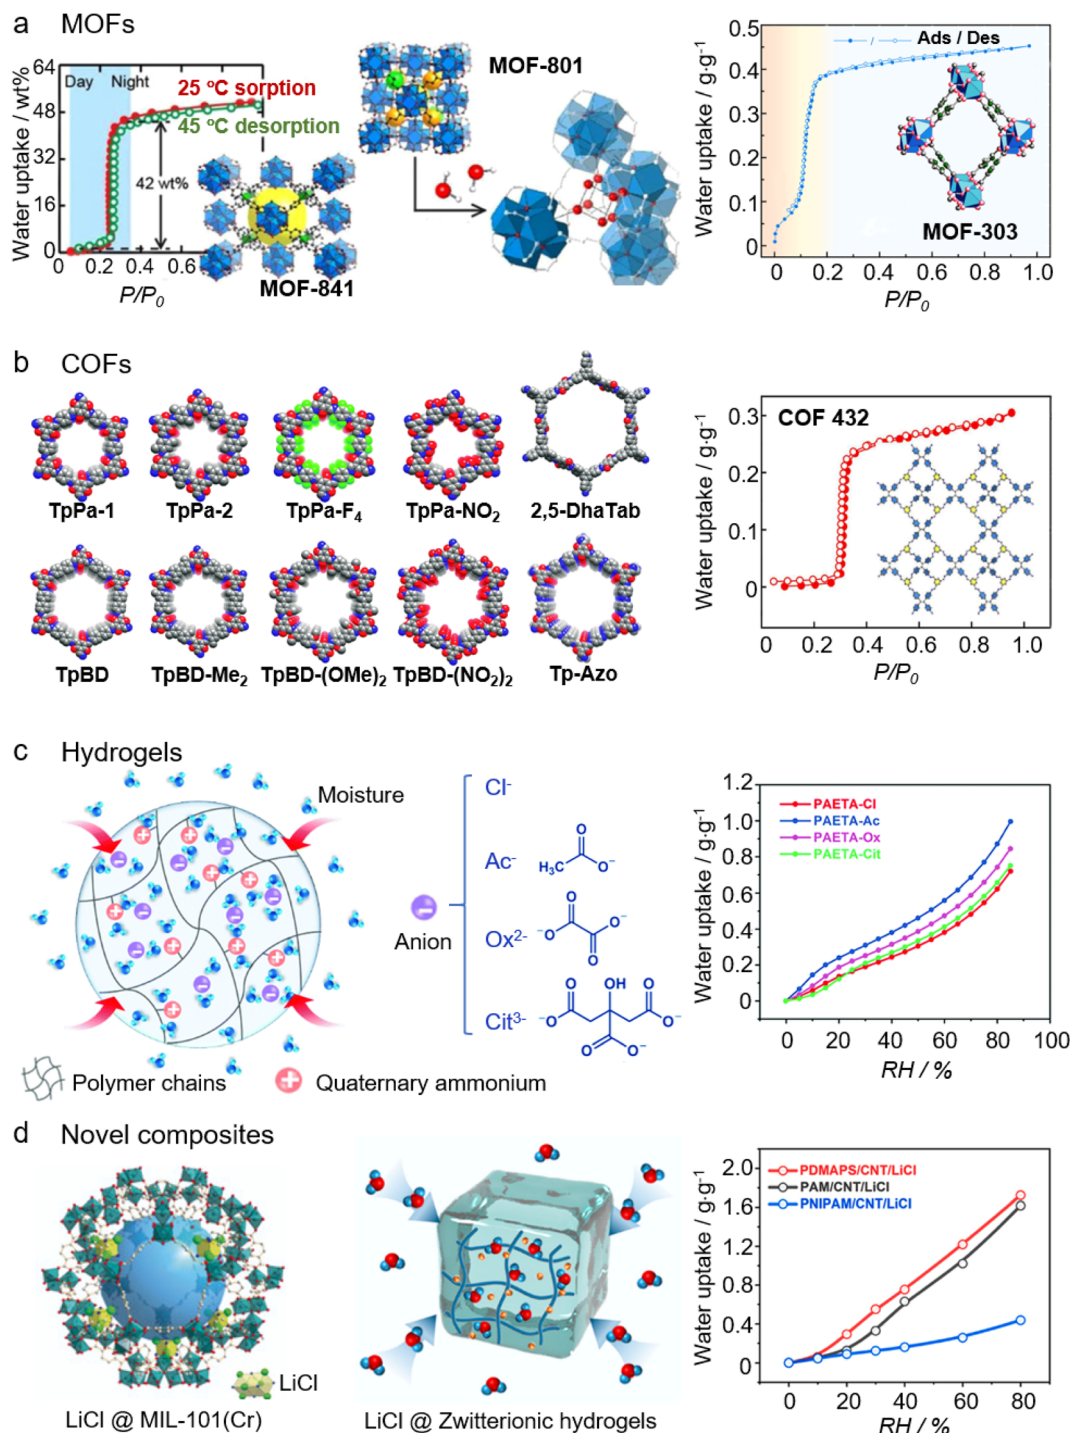 a MOFs
64
48
32
16
0
Water uptake / wt%
Day Night
25 °C sorption
45 °C desorption
42 wt%
0 0.2 0.4 0.6
P/P0
MOF-841
MOF-801
0.5
0.4
0.3
0.2
0.1
0
Water uptake / g·g-1
Ads / Des
MOF-303
0.0 0.2 0.4 0.6 0.8 1.0
P/P0
b COFs
TpPa-1 TpPa-2 TpPa-F4 TpPa-NO2 2,5-DhaTab
TpBD TpBD-Me2 TpBD-(OMe)2 TpBD-(NO2)2 Tp-Azo
0.3
0.2
0.1
0
Water uptake / g·g-1
COF 432
0.0 0.2 0.4 0.6 0.8 1.0
P/P0
c Hydrogels
Moisture
Polymer chains
Quaternary ammonium
Anion
Cl-
Ac-
H3C O O-
Ox2-
-O O O O-
Cit3-
-O O OH O O- O O-
1.2
1.0
0.8
0.6
0.4
0.2
0
Water uptake / g·g-1
PAETA-Cl
PAETA-Ac
PAETA-Ox
PAETA-Cit
0 20 40 60 80 100
RH / %
d Novel composites
LiCl
LiCl @ MIL-101(Cr)
LiCl @ Zwitterionic hydrogels
2.0
1.6
1.2
0.8
0.4
0
Water uptake / g·g-1
PDMAPS/CNT/LiCl
PAM/CNT/LiCl
PNIPAM/CNT/LiCl
0 20 40 60 80
RH / %